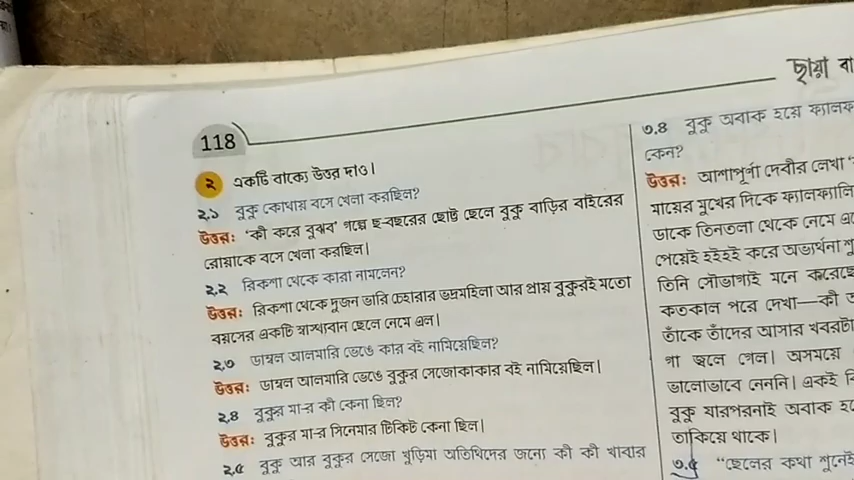 ছায়া
118
২ একটি বাক্যে উত্তর দাও।
২.১ বুকু কোথায় বসে খেলা করছিল?
উত্তর: 'কী করে বুঝব' গল্পে ছ-বছরের ছোট্ট ছেলে বুকু বাড়ির বাইরের
রোয়াকে বসে খেলা করছিল।
২.২ রিকশা থেকে কারা নামলেন?
উত্তর: রিকশা থেকে দুজন ভারি চেহারার ভদ্রমহিলা আর প্রায় বুকুরই মতো
বয়সের একটি স্বাস্থ্যবান ছেলে নেমে এল।
২.৩ ডাম্বল আলমারি ভেঙে কার বই নামিয়েছিল?
উত্তর: ডাম্বল আলমারি ভেঙে বুকুর সেজোকাকার বই নামিয়েছিল।
২.৪ বুকুর মা-র কী কেনা ছিল?
উত্তর: বুকুর মা-র সিনেমার টিকিট কেনা ছিল।
২.৫ বুকু আর বুকুর সেজো খুড়িমা অতিথিদের জন্যে কী কী খাবার
৩.৪ বুকু অবাক হয়ে
কেন?
উত্তর: আশাপূর্ণা দেবীর লেখা
মায়ের মুখের দিকে
ডাকে তিনতলা থেকে নেমে
পেয়েই হইহই করে অভ্যর্থনা
তিনি সৌভাগ্যই মনে
কতকাল পরে দেখা—কী
তাঁকে তাঁদের আসার খবরটা
গা জ্বলে গেল। অসময়ে
ভালোভাবে নেননি। একই
বুকু যারপরনাই অবাক
তাকিয়ে থাকে।
৩.৫ "ছেলের কথা শুনেই